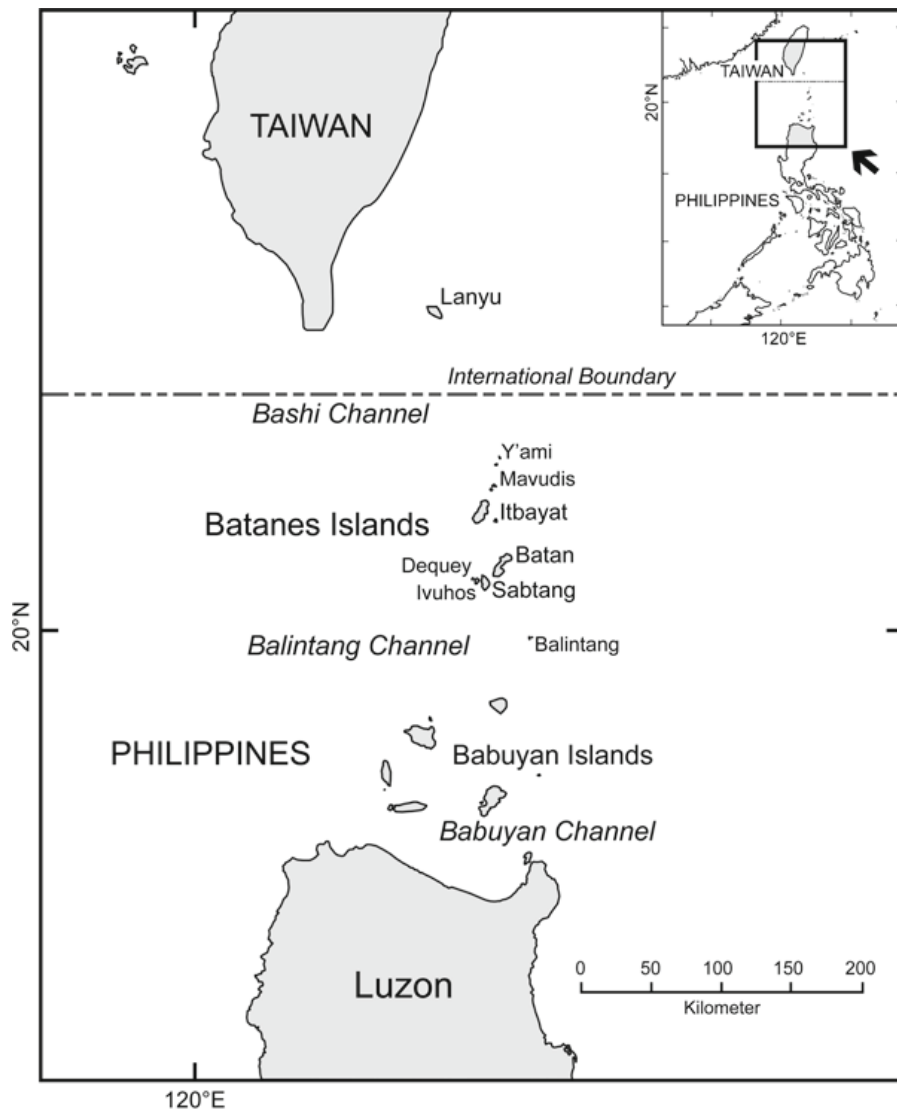 TAIWAN
Lanyu
International Boundary
Bashi Channel
Y'ami
Mavudis
Batanes Islands
Itbayat
Batan
Dequey
Ivuhos
Sabtang
20°N
Balintang Channel
Balintang
PHILIPPINES
Babuyan Islands
Babuyan Channel
Luzon
0 50 100 150 200
Kilometer
120°E
TAIWAN
20°N
PHILIPPINES
120°E